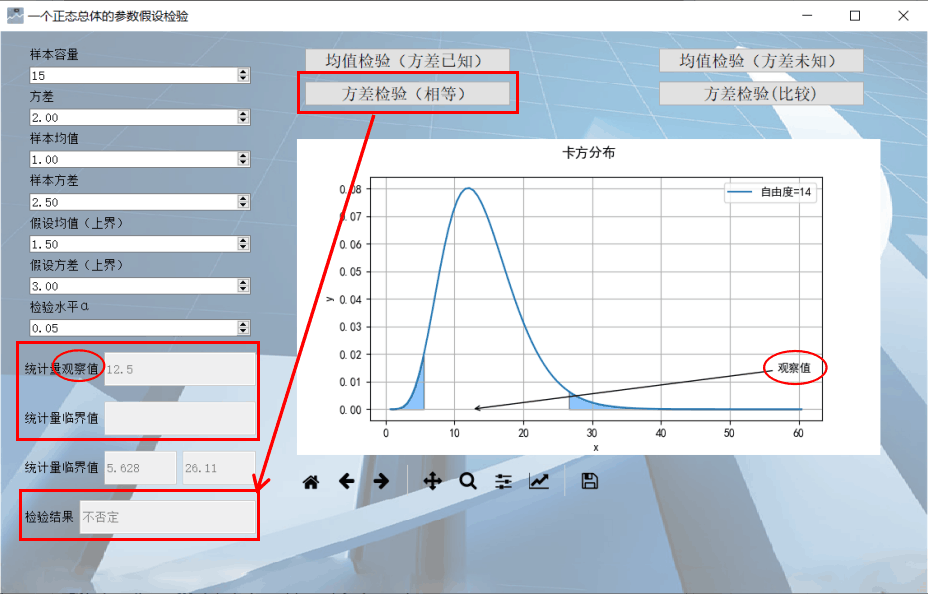 一个正态总体的参数假设检验
样本容量
15
方差
2.00
样本均值
1.00
样本方差
2.50
假设均值（上界）
1.50
假设方差（上界）
3.00
检验水平α
0.05
统计量观察值 12.5
统计量临界值
统计量临界值 5.628 26.11
检验结果 不否定
均值检验（方差已知） 均值检验（方差未知）
方差检验（相等） 方差检验(比较)
卡方分布
自由度=14
0.08
0.07
0.06
0.05
y
0.04
0.03
0.02
0.01
0.00
观察值
0 10 20 30 40 50 60
x